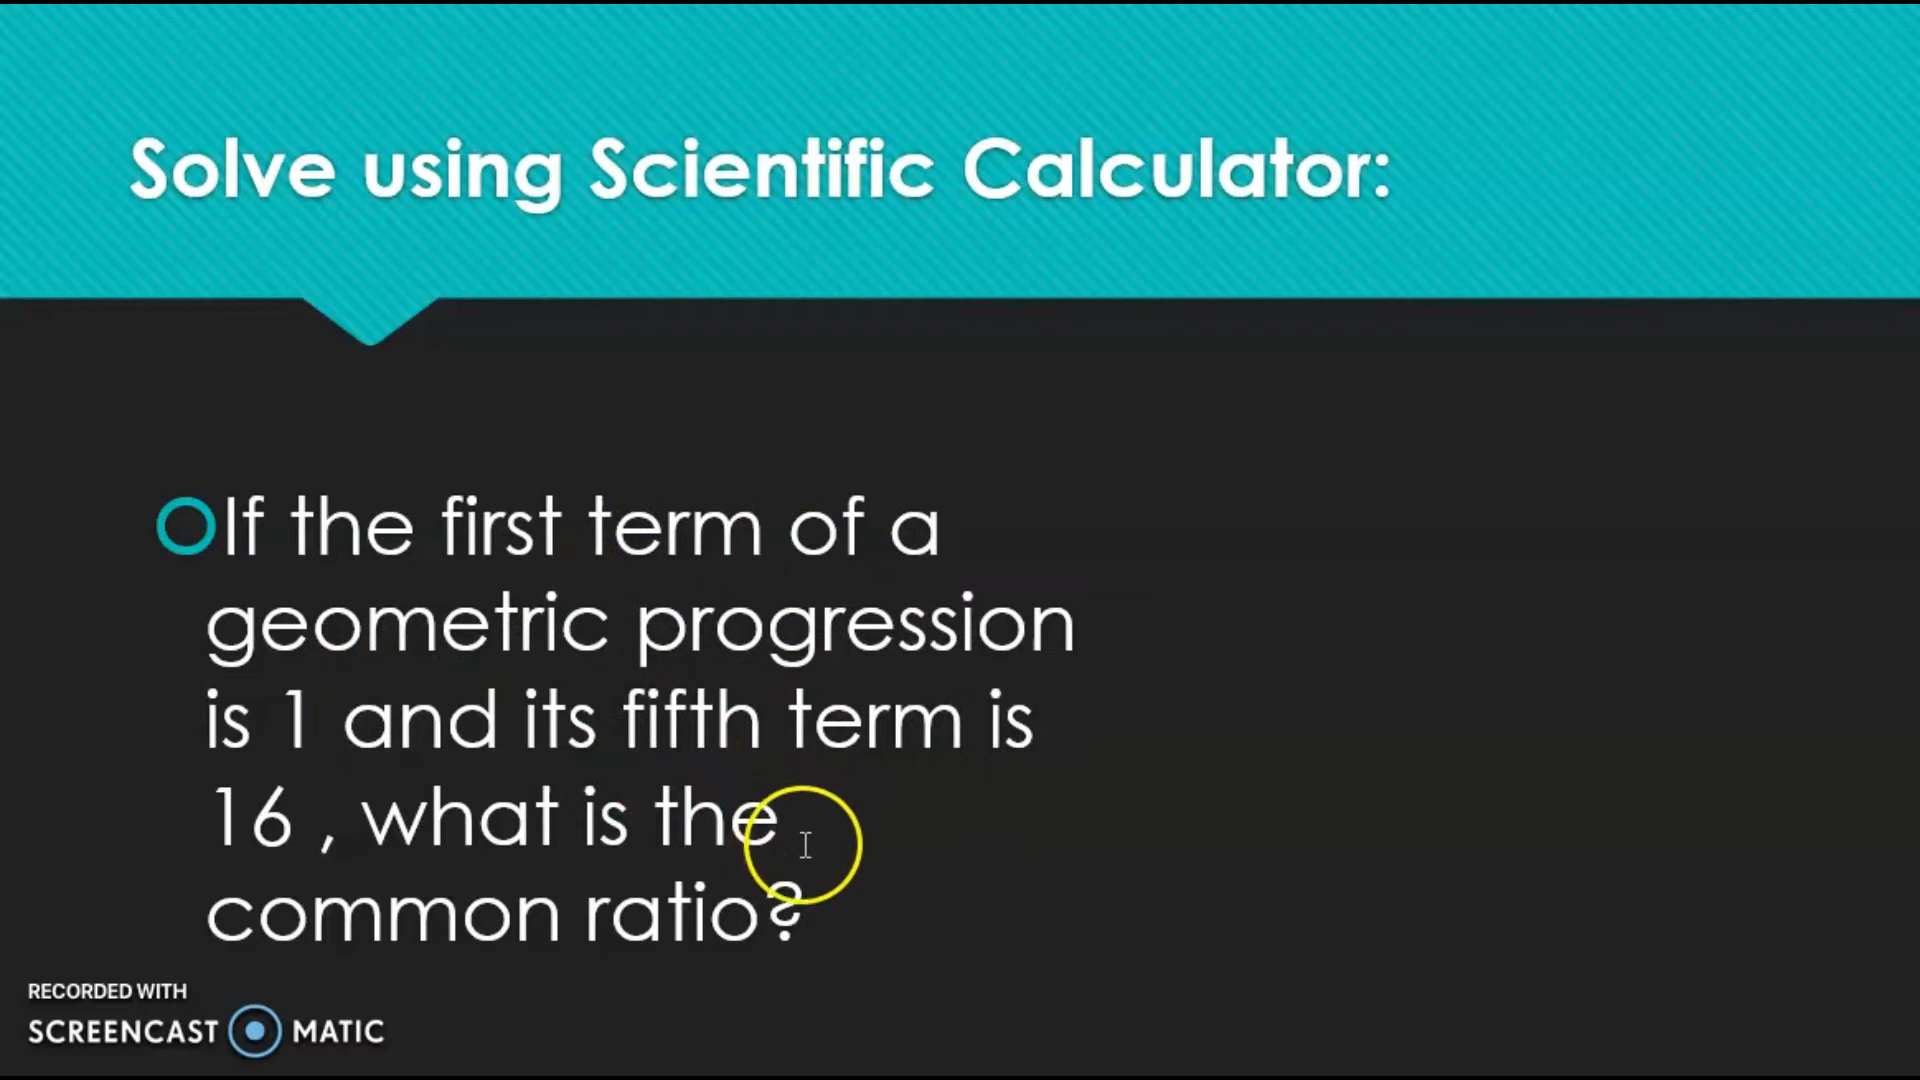 Solve using Scientific Calculator:
If the first term of a
geometric progression
is 1 and its fifth term is
16 , what is the
common ratio?
RECORDED WITH
SCREENCAST MATIC